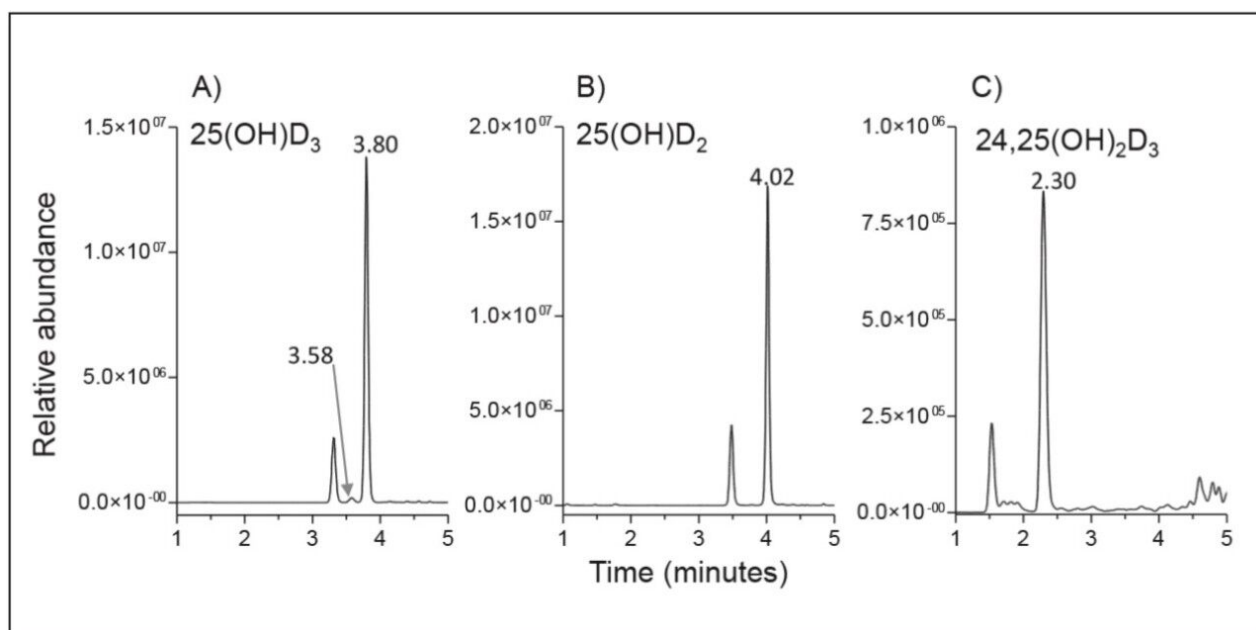 A)
25(OH)D₃
1.5×10⁰⁷
1.0×10⁰⁷
5.0×10⁰⁶
0.0×10⁻⁰⁰
3.80
3.58
1 2 3 4 5
B)
25(OH)D₂
2.0×10⁰⁷
1.5×10⁰⁷
1.0×10⁰⁷
5.0×10⁰⁶
0.0×10⁻⁰⁰
4.02
1 2 3 4 5
C)
24,25(OH)₂D₃
1.0×10⁰⁶
7.5×10⁰⁵
5.0×10⁰⁵
2.5×10⁰⁵
0.0×10⁻⁰⁰
2.30
1 2 3 4 5
Relative abundance
Time (minutes)